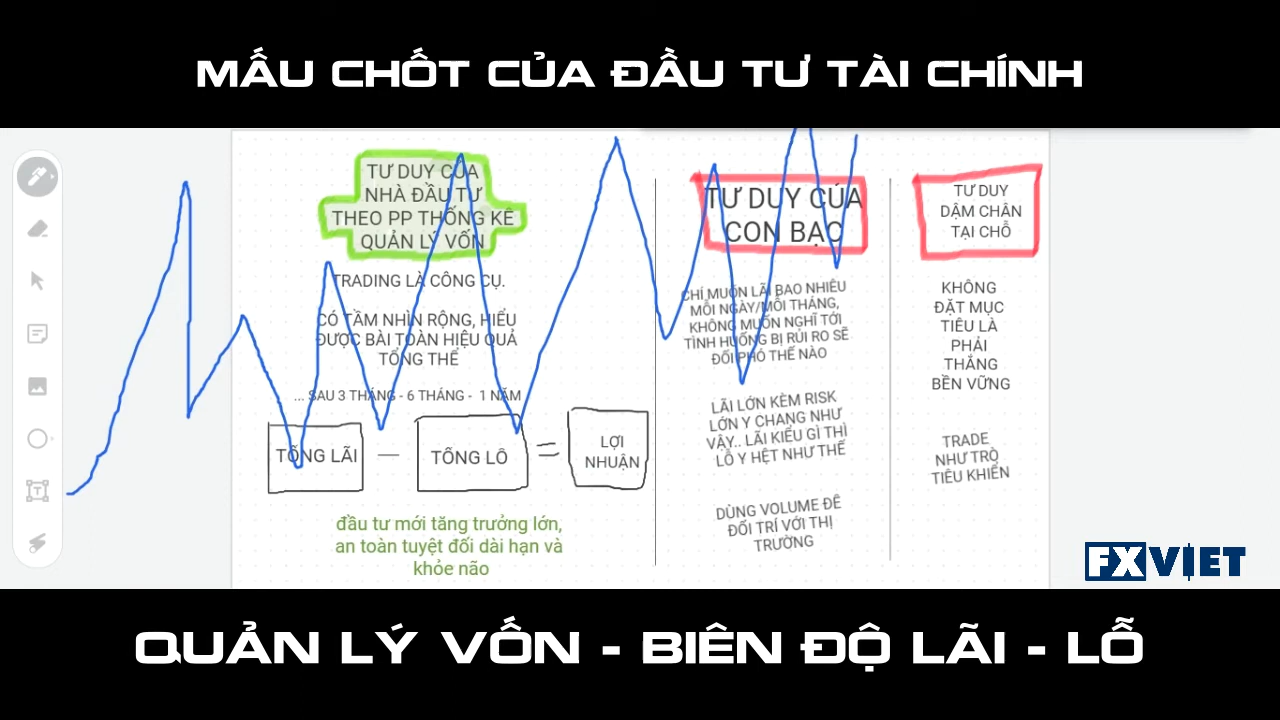 MẤU CHỐT CỦA ĐẦU TƯ TÀI CHÍNH
TƯ DUY CỦA
NHÀ ĐẦU TƯ
THEO PP THỐNG KÊ
QUẢN LÝ VỐN
TRADING LÀ CÔNG CỤ.
CÓ TẦM NHÌN RỘNG, HIỂU
ĐƯỢC BÀI TOÁN HIỆU QUẢ
TỔNG THỂ
... SAU 3 THÁNG - 6 THÁNG - 1 NĂM
TỔNG LÃI — TỔNG LÕ = LỢI
NHUẬN
đầu tư mới tăng trưởng lớn,
an toàn tuyệt đối dài hạn và
khỏe não
TƯ DUY CỦA
CON BẠC
CHỈ MUỐN LÃI BAO NHIÊU
MỖI NGÀY/MỖI THÁNG,
KHÔNG MUỐN NGHĨ TỚI
TÌNH HUỐNG BỊ RỦI RO SẼ
ĐỐI PHÓ THẾ NÀO
LÃI LỚN KÈM RISK
LỚN Y CHANG NHƯ
VẬY.. LÃI KIỂU GÌ THÌ
LỖ Y HỆT NHƯ THẾ
DÙNG VOLUME ĐỂ
ĐỐI TRÍ VỚI THỊ
TRƯỜNG
TƯ DUY
DẬM CHÂN
TẠI CHỖ
KHÔNG
ĐẶT MỤC
TIÊU LÀ
PHẢI
THẮNG
BỀN VỮNG
TRADE
NHƯ TRÒ
TIÊU KHIỂN
FXVIET
QUẢN LÝ VỐN - BIÊN ĐỘ LÃI - LỖ